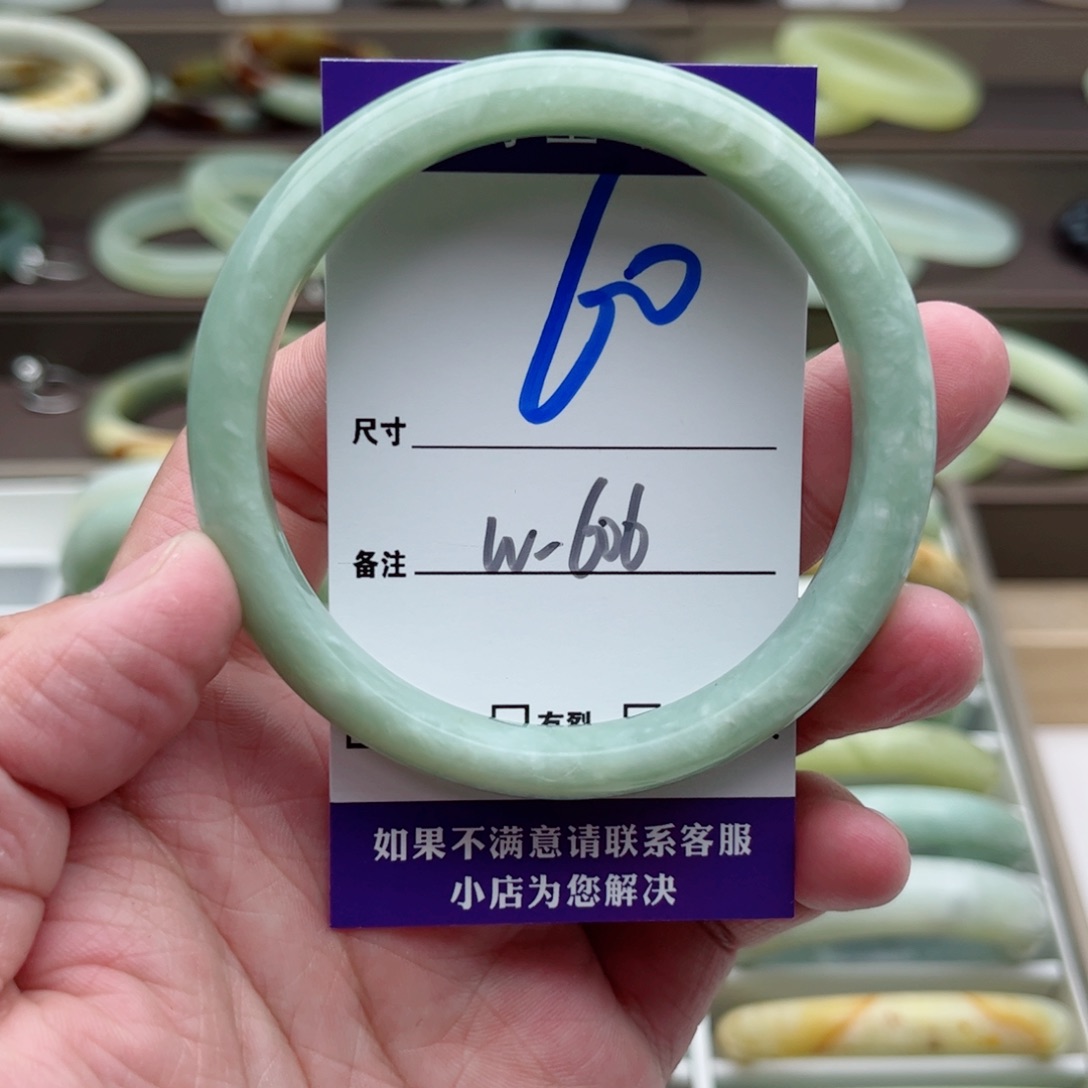 60
尺寸
备注 W-606
有裂
如果不满意请联系客服
小店为您解决